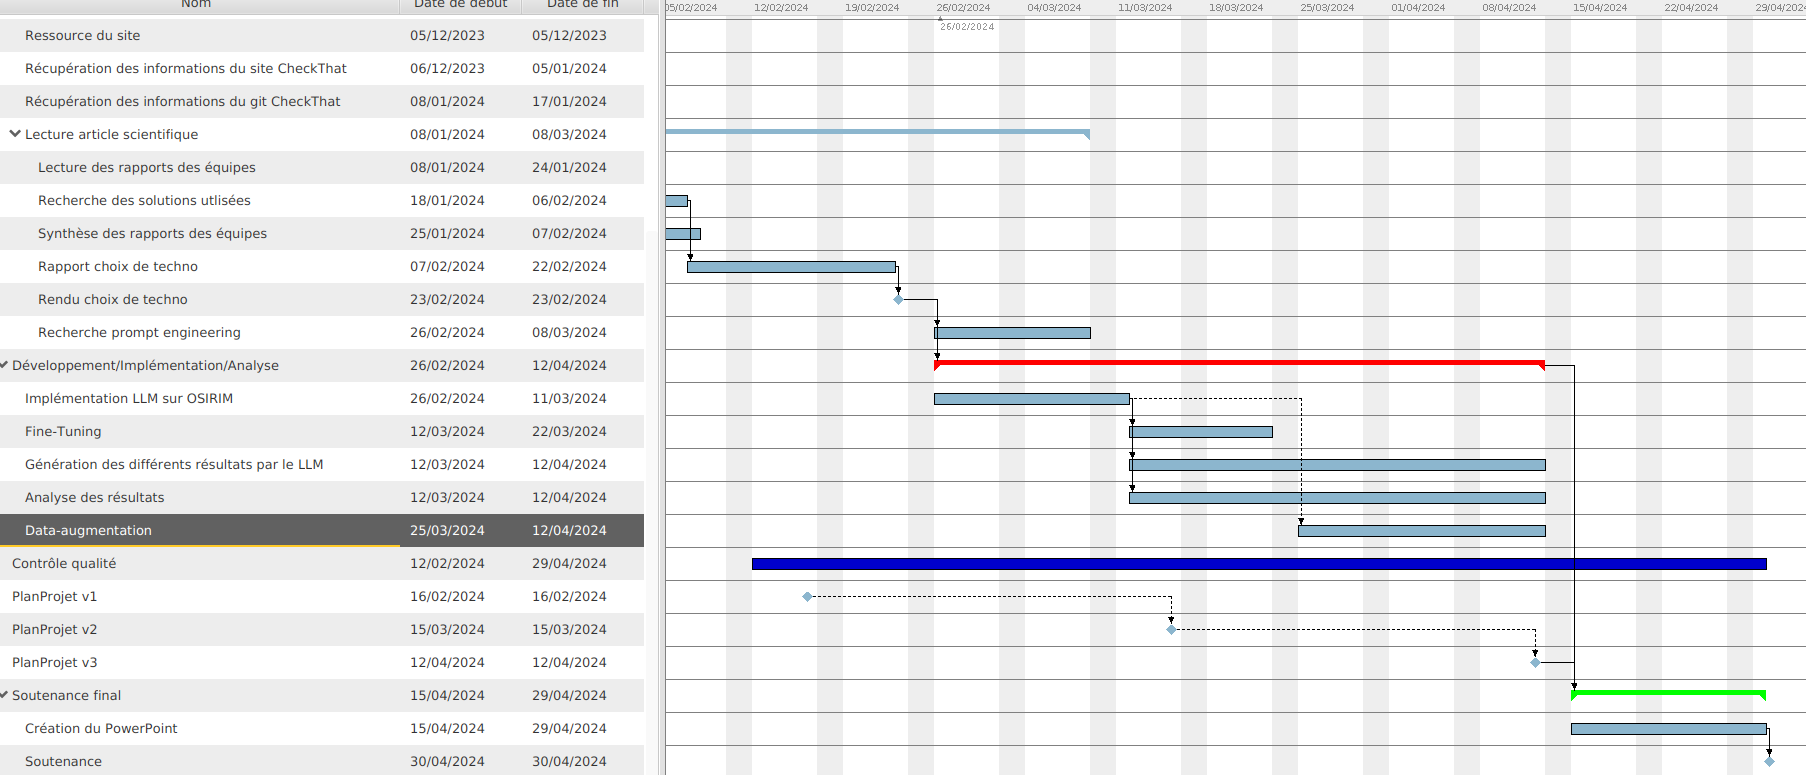 Nom Date de début Date de fin 05/02/2024 12/02/2024 19/02/2024 26/02/2024 04/03/2024 11/03/2024 18/03/2024 25/03/2024 01/04/2024 08/04/2024 15/04/2024 22/04/2024 29/04/2024
26/02/2024
Ressource du site 05/12/2023 05/12/2023
Récupération des informations du site CheckThat 06/12/2023 05/01/2024
Récupération des informations du git CheckThat 08/01/2024 17/01/2024
Lecture article scientifique 08/01/2024 08/03/2024
Lecture des rapports des équipes 08/01/2024 24/01/2024
Recherche des solutions utlisées 18/01/2024 06/02/2024
Synthèse des rapports des équipes 25/01/2024 07/02/2024
Rapport choix de techno 07/02/2024 22/02/2024
Rendu choix de techno 23/02/2024 23/02/2024
Recherche prompt engineering 26/02/2024 08/03/2024
Développement/Implémentation/Analyse 26/02/2024 12/04/2024
Implémentation LLM sur OSIRIM 26/02/2024 11/03/2024
Fine-Tuning 12/03/2024 22/03/2024
Génération des différents résultats par le LLM 12/03/2024 12/04/2024
Analyse des résultats 12/03/2024 12/04/2024
Data-augmentation 25/03/2024 12/04/2024
Contrôle qualité 12/02/2024 29/04/2024
PlanProjet v1 16/02/2024 16/02/2024
PlanProjet v2 15/03/2024 15/03/2024
PlanProjet v3 12/04/2024 12/04/2024
Soutenance final 15/04/2024 29/04/2024
Création du PowerPoint 15/04/2024 29/04/2024
Soutenance 30/04/2024 30/04/2024